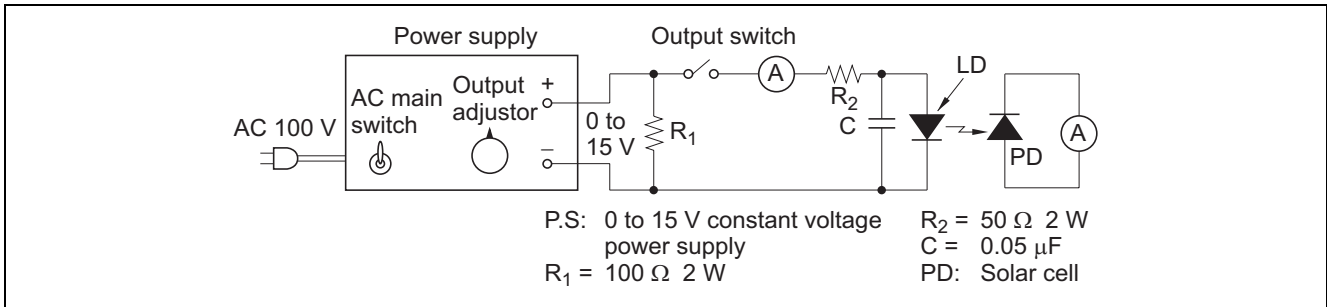 Power supply
Output switch
AC 100 V
AC main
switch
Output
adjustor
+
−
0 to
15 V
R1
A
R2
C
LD
PD
A
P.S: 0 to 15 V constant voltage
power supply
R1 = 100 Ω 2 W
R2 = 50 Ω 2 W
C = 0.05 μF
PD: Solar cell